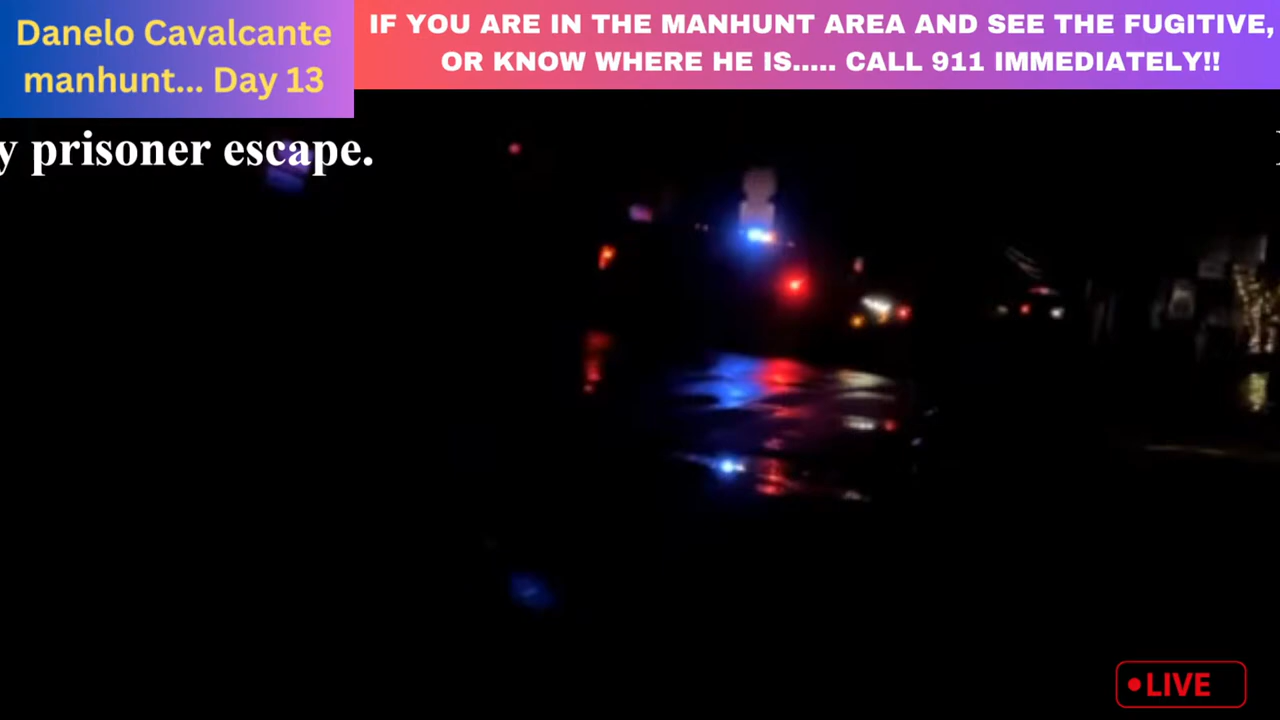 Danelo Cavalcante
manhunt... Day 13
IF YOU ARE IN THE MANHUNT AREA AND SEE THE FUGITIVE,
OR KNOW WHERE HE IS..... CALL 911 IMMEDIATELY!!
y prisoner escape.
LIVE